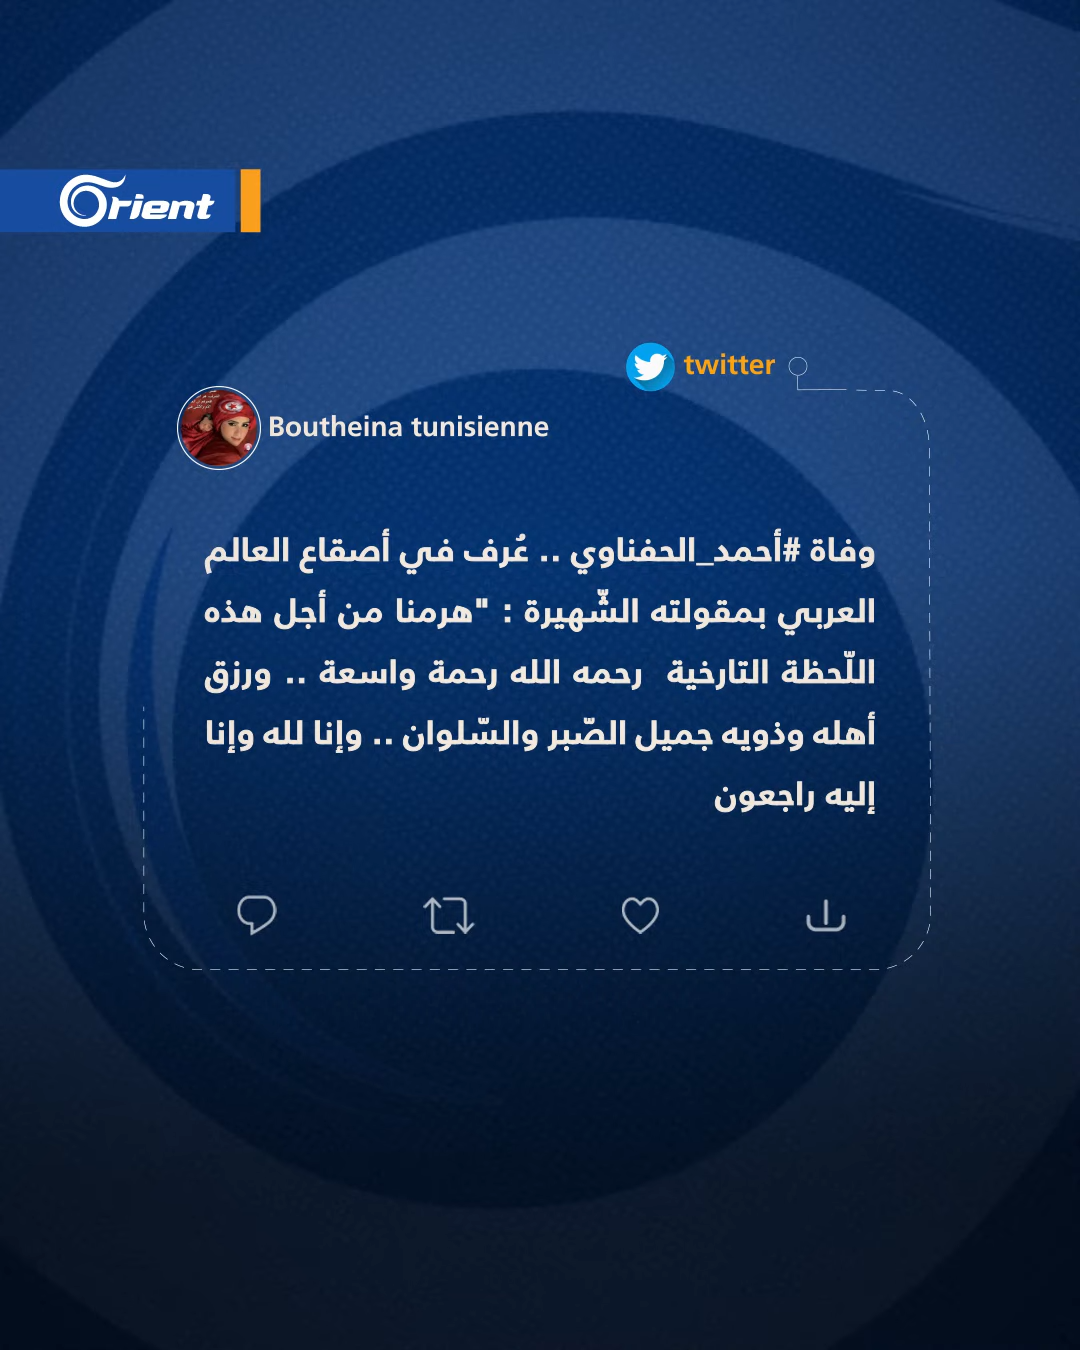 Orient
twitter
Boutheina tunisienne
وفاة #أحمد_الحفناوي .. عُرف في أصقاع العالم
العربي بمقولته الشّهيرة : "هرمنا من أجل هذه
اللّحظة التارخية  رحمه الله رحمة واسعة .. ورزق
أهله وذويه جميل الصّبر والسّلوان .. وإنا لله وإنا
إليه راجعون